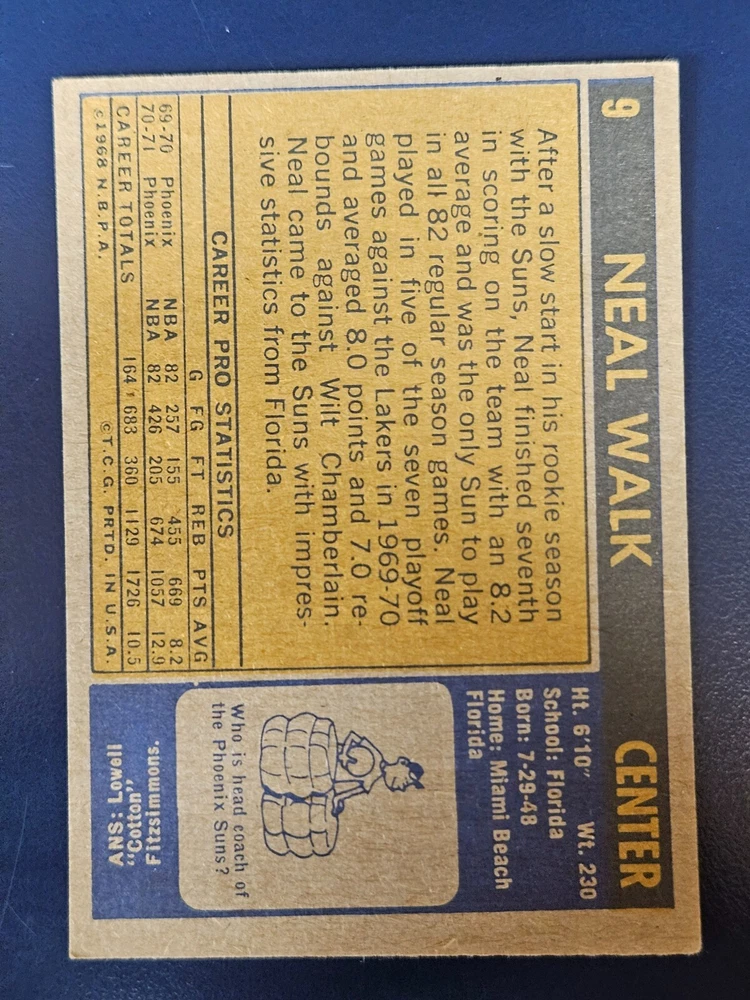 9 NEAL WALK CENTER
After a slow start in his rookie season
with the Suns, Neal finished seventh
in scoring on the team with an 8.2
average and was the only Sun to play
in all 82 regular season games. Neal
played in five of the seven playoff
games against the Lakers in 1969-70
and averaged 8.0 points and 7.0 re-
bounds against Wilt Chamberlain.
Neal came to the Suns with impres-
sive statistics from Florida.
CAREER PRO STATISTICS
G FG FT REB PTS AVG
69-70 Phoenix NBA 82 257 155 455 669 8.2
70-71 Phoenix NBA 82 426 205 674 1057 12.9
CAREER TOTALS 164 683 360 1129 1726 10.5
©1968 N.B.P.A. ©T.C.G. PRTD. IN U.S.A.
Ht. 6'10" Wt. 230
School: Florida
Born: 7-29-48
Home: Miami Beach
Florida
Who is head coach of
the Phoenix Suns?
ANS: Lowell
"Cotton"
Fitzsimmons.